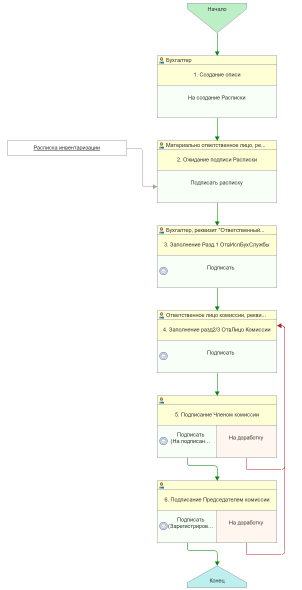 Начало
Бухгалтер
1. Создание описи
На создание Расписки
Материально ответственное лицо, ре...
Расписка инвентаризации
2. Ожидание подписи Расписки
Подписать расписку
Бухгалтер, реквизит "Ответственный...
3. Заполнение Разд.1 ОтвИспБухСлужбы
Подписать
Ответственное лицо комиссии, рекви...
4. Заполнение разд2/3 ОтвЛицо Комиссии
Подписать
5. Подписание Членом комиссии
Подписать
(На подписан...
На доработку
6. Подписание Председателем комиссии
Подписать
(Зарегистриров...
На доработку
Конец